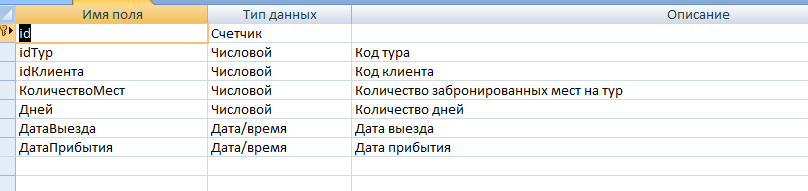 Имя поля Тип данных Описание
id Счетчик
idТур Числовой Код тура
idКлиента Числовой Код клиента
КоличествоМест Числовой Количество забронированных мест на тур
Дней Числовой Количество дней
ДатаВыезда Дата/время Дата выезда
ДатаПрибытия Дата/время Дата прибытия